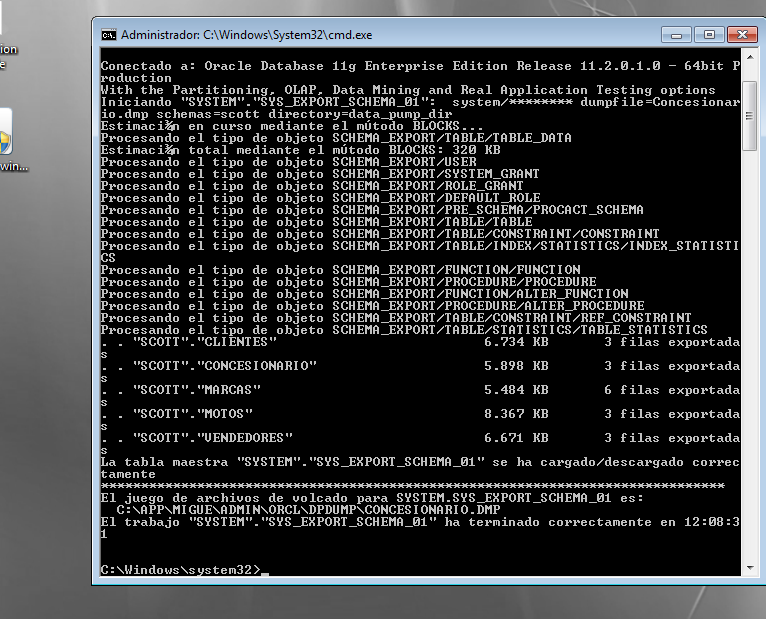 Administrador: C:\Windows\System32\cmd.exe
ion
e
win...
Conectado a: Oracle Database 11g Enterprise Edition Release 11.2.0.1.0 - 64bit P
roduction
With the Partitioning, OLAP, Data Mining and Real Application Testing options
Iniciando "SYSTEM"."SYS_EXPORT_SCHEMA_01":  system/******** dumpfile=Concesionar
io.dmp schemas=scott directory=data_pump_dir
Estimaci¾n en curso mediante el mÚtodo BLOCKS...
Procesando el tipo de objeto SCHEMA_EXPORT/TABLE/TABLE_DATA
Estimaci¾n total mediante el mÚtodo BLOCKS: 320 KB
Procesando el tipo de objeto SCHEMA_EXPORT/USER
Procesando el tipo de objeto SCHEMA_EXPORT/SYSTEM_GRANT
Procesando el tipo de objeto SCHEMA_EXPORT/ROLE_GRANT
Procesando el tipo de objeto SCHEMA_EXPORT/DEFAULT_ROLE
Procesando el tipo de objeto SCHEMA_EXPORT/PRE_SCHEMA/PROCACT_SCHEMA
Procesando el tipo de objeto SCHEMA_EXPORT/TABLE/TABLE
Procesando el tipo de objeto SCHEMA_EXPORT/TABLE/CONSTRAINT/CONSTRAINT
Procesando el tipo de objeto SCHEMA_EXPORT/TABLE/INDEX/STATISTICS/INDEX_STATISTI
CS
Procesando el tipo de objeto SCHEMA_EXPORT/FUNCTION/FUNCTION
Procesando el tipo de objeto SCHEMA_EXPORT/PROCEDURE/PROCEDURE
Procesando el tipo de objeto SCHEMA_EXPORT/FUNCTION/ALTER_FUNCTION
Procesando el tipo de objeto SCHEMA_EXPORT/PROCEDURE/ALTER_PROCEDURE
Procesando el tipo de objeto SCHEMA_EXPORT/TABLE/CONSTRAINT/REF_CONSTRAINT
Procesando el tipo de objeto SCHEMA_EXPORT/TABLE/STATISTICS/TABLE_STATISTICS
. . "SCOTT"."CLIENTES" 6.734 KB 3 filas exportada
s
. . "SCOTT"."CONCESIONARIO" 5.898 KB 3 filas exportada
s
. . "SCOTT"."MARCAS" 5.484 KB 6 filas exportada
s
. . "SCOTT"."MOTOS" 8.367 KB 3 filas exportada
s
. . "SCOTT"."VENDEDORES" 6.671 KB 3 filas exportada
s
La tabla maestra "SYSTEM"."SYS_EXPORT_SCHEMA_01" se ha cargado/descargado correc
tamente
******************************************************************************
El juego de archivos de volcado para SYSTEM.SYS_EXPORT_SCHEMA_01 es:
C:\APP\MIGUE\ADMIN\ORCL\DPDUMP\CONCESIONARIO.DMP
El trabajo "SYSTEM"."SYS_EXPORT_SCHEMA_01" ha terminado correctamente en 12:08:3
1
C:\Windows\system32>_